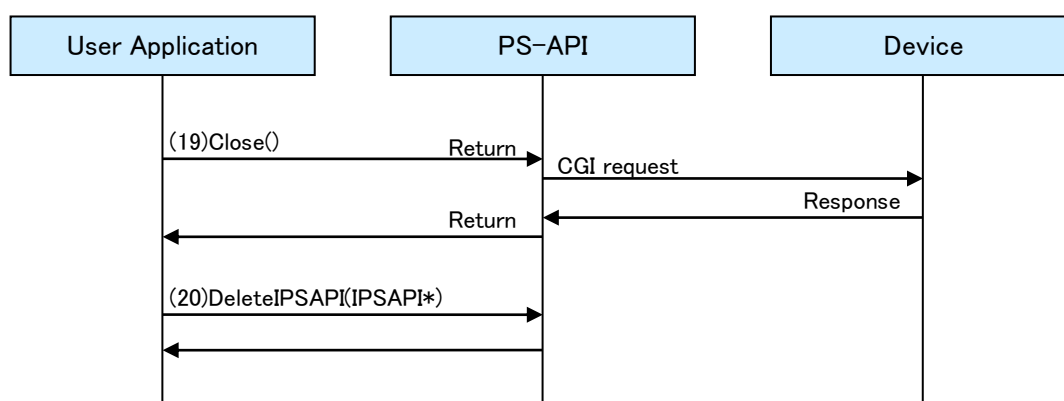 User Application
PS-API
Device
(19)Close()
Return
CGI request
Response
Return
(20)DeleteIPSAPI(IPSAPI*)